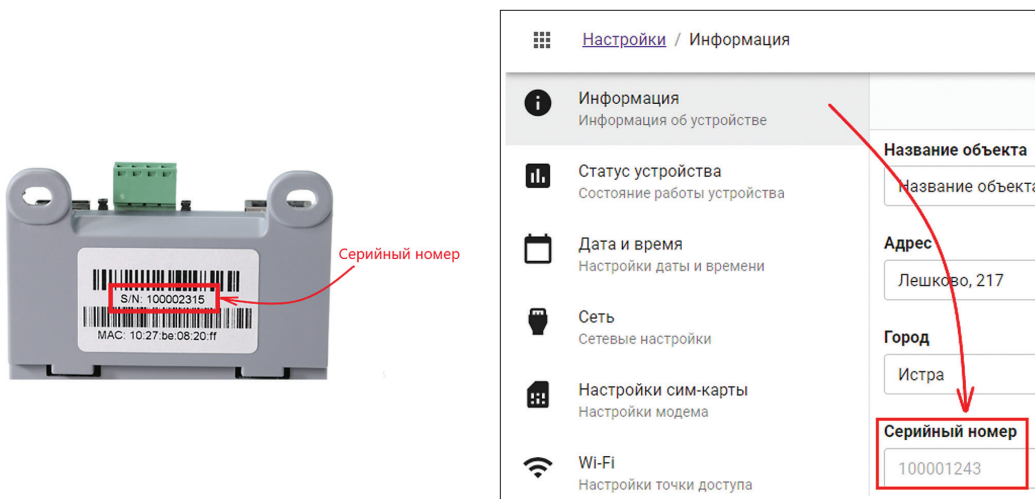 Серийный номер
S/N: 100002315
MAC: 10:27:be:08:20:ff
Настройки / Информация
Информация
Информация об устройстве
Статус устройства
Состояние работы устройства
Дата и время
Настройки даты и времени
Сеть
Сетевые настройки
Настройки сим-карты
Настройки модема
Wi-Fi
Настройки точки доступа
Название объекта
Название объекта
Адрес
Лешково, 217
Город
Истра
Серийный номер
100001243